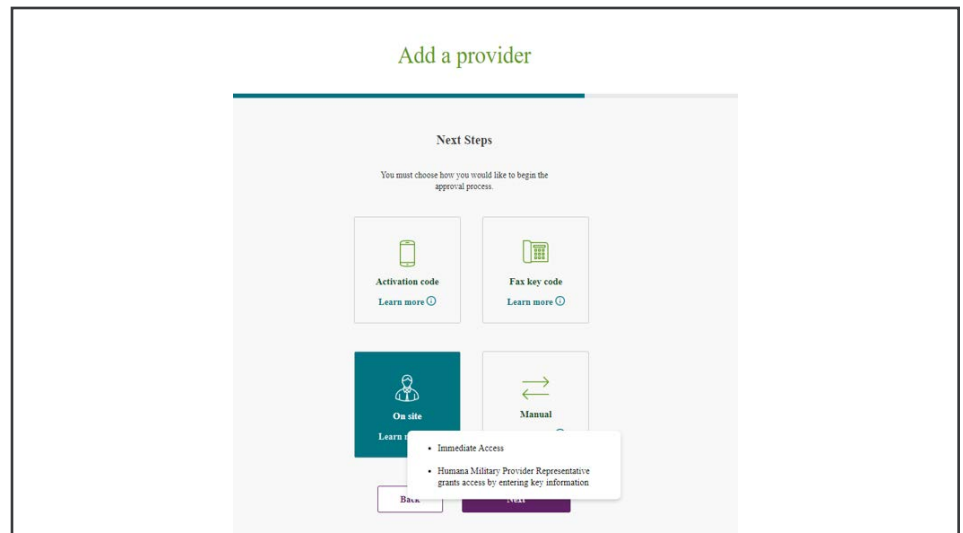 Add a provider
Next Steps
You must choose how you would like to begin the
approval process.
Activation code
Learn more
Fax key code
Learn more
On site
Learn
Manual
• Immediate Access
• Humana Military Provider Representative
grants access by entering key information
Back
Next